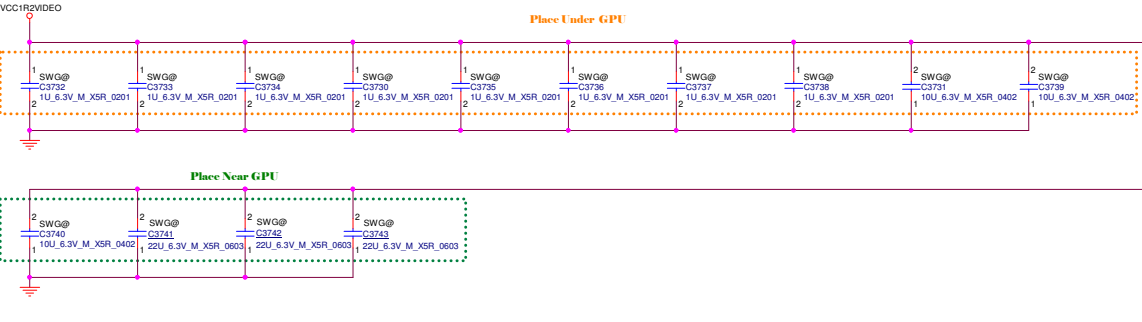 VCC1R2VIDEO
Place Under GPU
1 SWG@ C3732 1U_6.3V_M_X5R_0201 2
1 SWG@ C3733 1U_6.3V_M_X5R_0201 2
1 SWG@ C3734 1U_6.3V_M_X5R_0201 2
1 SWG@ C3730 1U_6.3V_M_X5R_0201 2
1 SWG@ C3735 1U_6.3V_M_X5R_0201 2
1 SWG@ C3736 1U_6.3V_M_X5R_0201 2
1 SWG@ C3737 1U_6.3V_M_X5R_0201 2
1 SWG@ C3738 1U_6.3V_M_X5R_0201 2
2 SWG@ C3731 10U_6.3V_M_X5R_0402 1
2 SWG@ C3739 10U_6.3V_M_X5R_0402 1
Place Near GPU
2 SWG@ C3740 10U_6.3V_M_X5R_0402 1
2 SWG@ C3741 22U_6.3V_M_X5R_0603 1
2 SWG@ C3742 22U_6.3V_M_X5R_0603 1
2 SWG@ C3743 22U_6.3V_M_X5R_0603 1